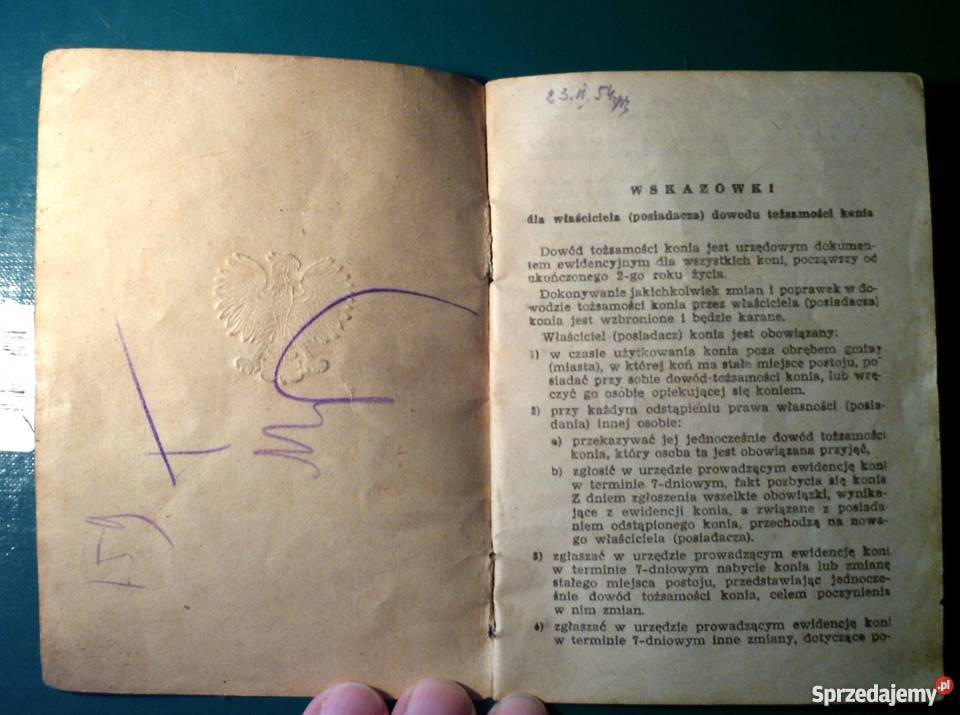 159
23.II.54
WSKAZÓWKI
dla właściciela (posiadacza) dowodu tożsamości konia
Dowód tożsamości konia jest urzędowym dokumen-
tem ewidencyjnym dla wszystkich koni, począwszy od
ukończonego 2-go roku życia.
Dokonywanie jakichkolwiek zmian i poprawek w do-
wodzie tożsamości konia przez właściciela (posiadacza)
konia jest wzbronione i będzie karane.
Właściciel (posiadacz) konia jest obowiązany:
1) w czasie użytkowania konia poza obrębem gminy
(miasta), w której koń ma stałe miejsce postoju, po
siadać przy sobie dowód-tożsamości konia, lub wrę-
czyć go osobie opiekującej się koniem.
2) przy każdym odstąpieniu prawa własności (posia-
dania) innej osobie:
a) przekazywać jej jednocześnie dowód tożsamości
konia, który osoba ta jest obowiązana przyjąć,
b) zgłosić w urzędzie prowadzącym ewidencję koni
w terminie 7-dniowym, fakt pozbycia się konia
Z dniem zgłoszenia wszelkie obowiązki, wynika-
jące z ewidencji konia, a związane z posiada-
niem odstąpionego konia, przechodzą na nowe-
go właściciela (posiadacza).
3) zgłaszać w urzędzie prowadzącym ewidencję koni
w terminie 7-dniowym nabycie konia lub zmianę
stałego miejsca postoju, przedstawiając jednocze-
śnie dowód tożsamości konia, celem poczynienia
w nim zmian.
4) zgłaszać w urzędzie prowadzącym ewidencję koni
w terminie 7-dniowym inne zmiany, dotyczące po-
Sprzedajemy.pl